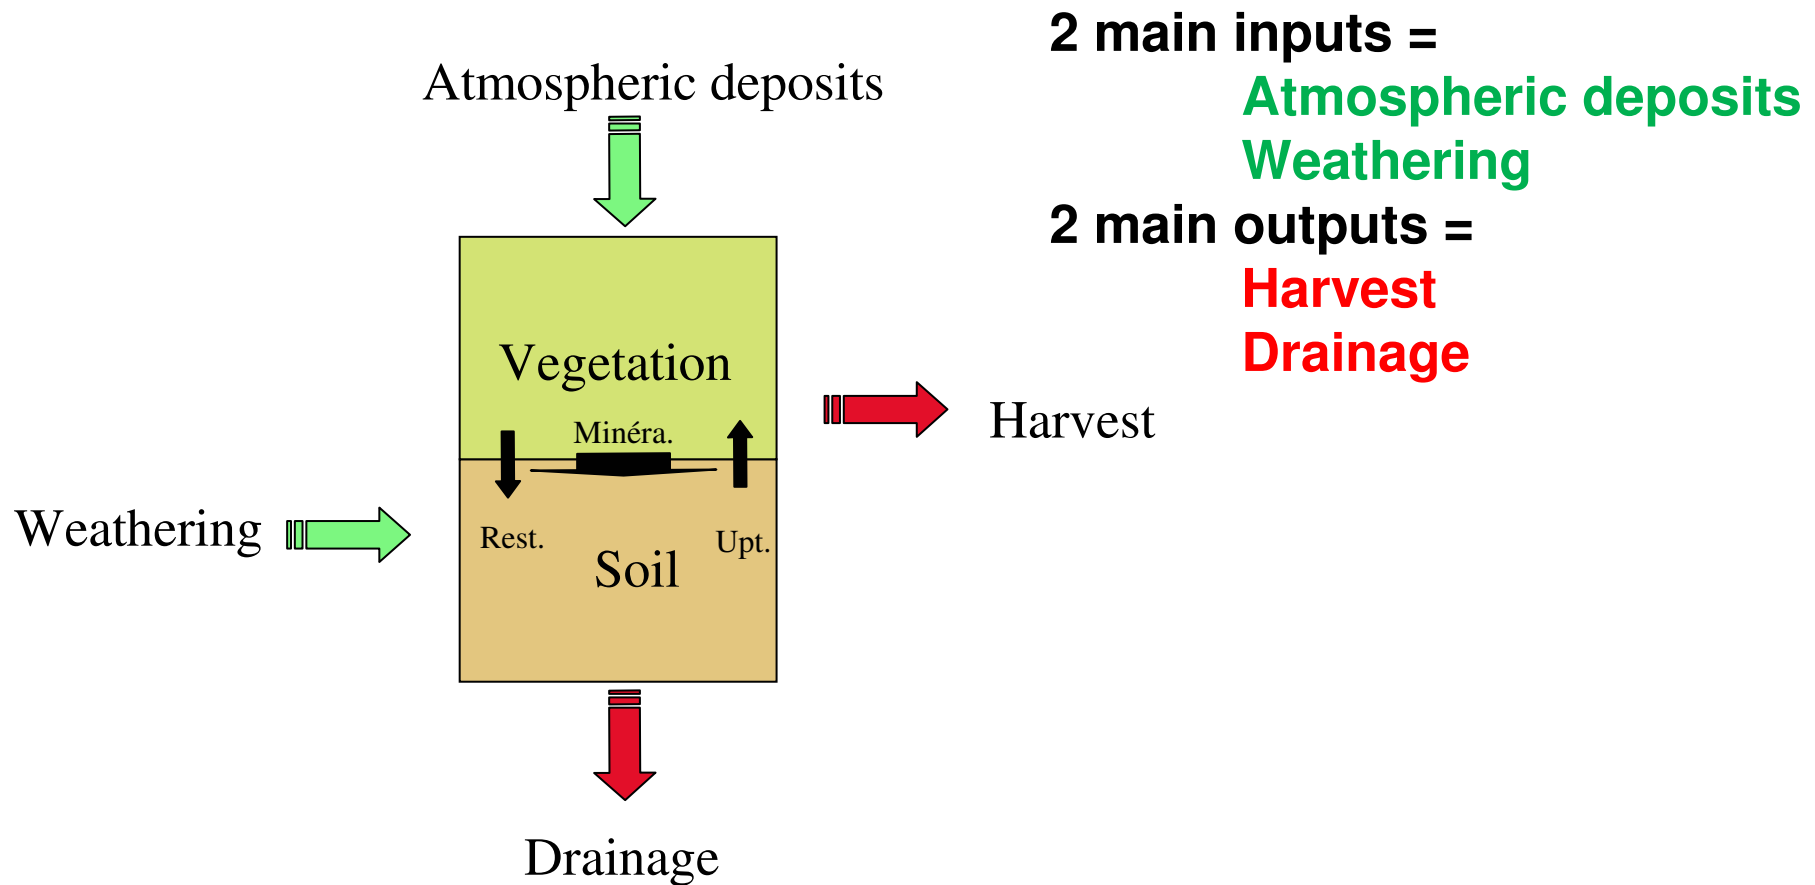 2 main inputs =
Atmospheric deposits
Weathering
2 main outputs =
Harvest
Drainage
Atmospheric deposits
Vegetation
Minéra.
Harvest
Weathering
Rest.
Upt.
Soil
Drainage